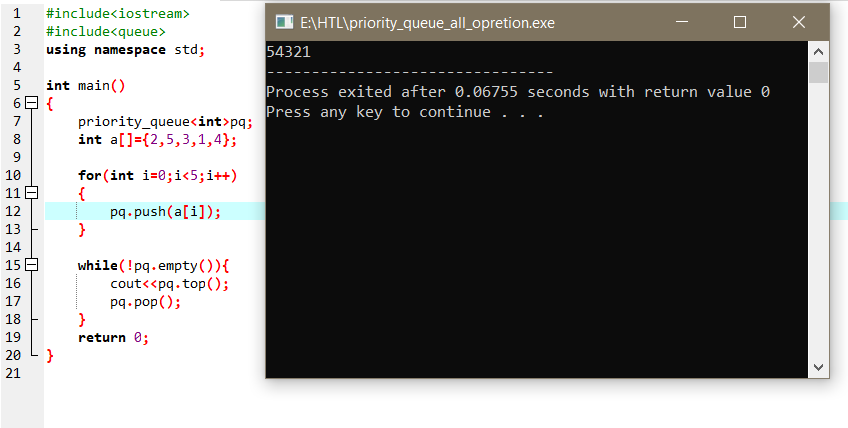 1 #include<iostream>
2 #include<queue>
3 using namespace std;
4
5 int main()
6 {
7 priority_queue<int>pq;
8 int a[]={2,5,3,1,4};
9
10 for(int i=0;i<5;i++)
11 {
12 pq.push(a[i]);
13 }
14
15 while(!pq.empty()){
16 cout<<pq.top();
17 pq.pop();
18 }
19 return 0;
20 }
21
E:\HTL\priority_queue_all_opretion.exe
54321
--------------------------------
Process exited after 0.06755 seconds with return value 0
Press any key to continue . . .